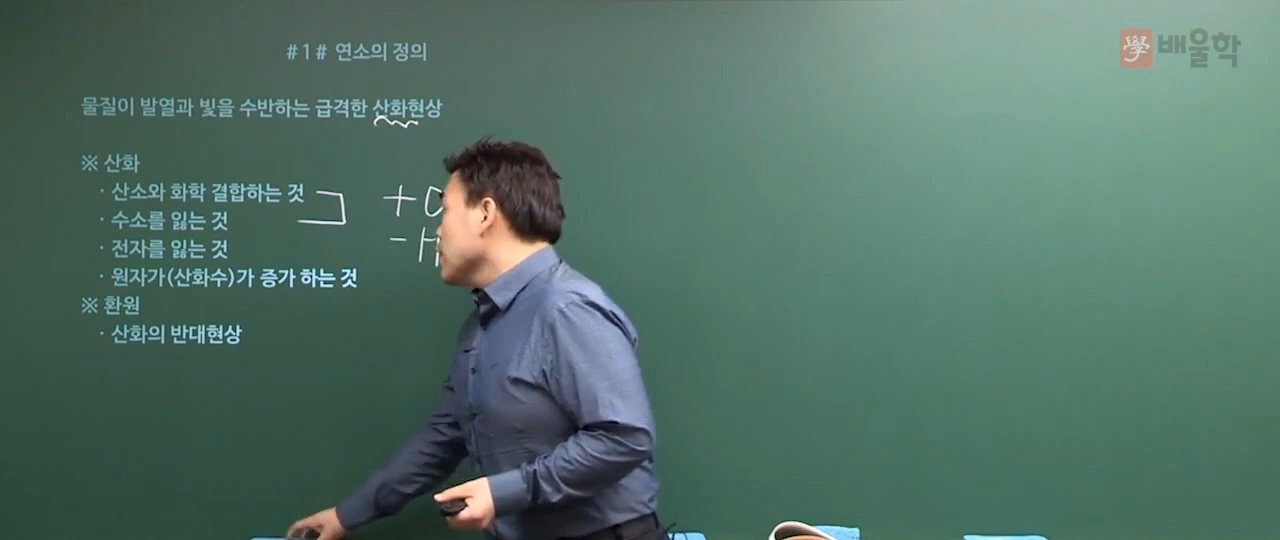 #1# 연소의 정의
學 배울학
물질이 발열과 빛을 수반하는 급격한 산화현상
※ 산화
· 산소와 화학 결합하는 것
· 수소를 잃는 것
· 전자를 잃는 것
· 원자가(산화수)가 증가 하는 것
※ 환원
· 산화의 반대현상
+O
-H